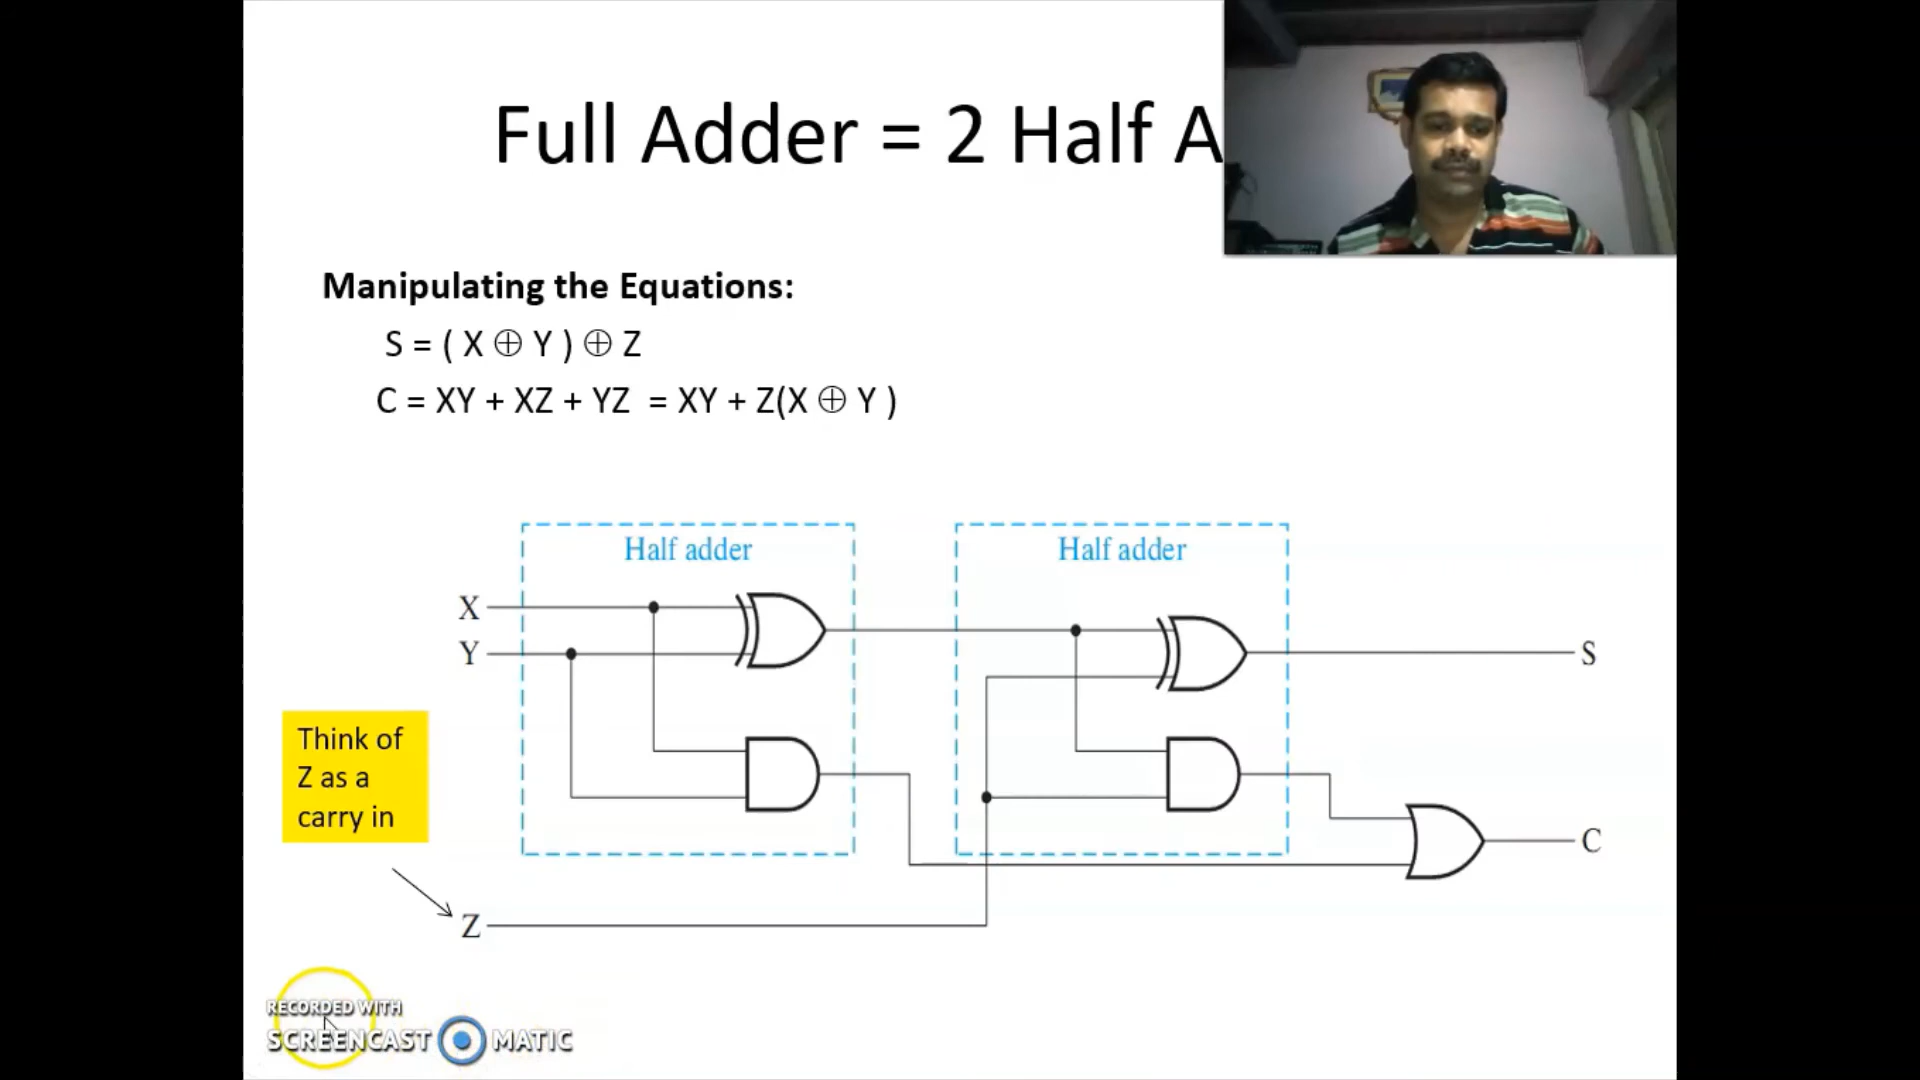 Full Adder = 2 Half A
Manipulating the Equations:
S = ( X ⊕ Y ) ⊕ Z
C = XY + XZ + YZ = XY + Z(X ⊕ Y )
Half adder
Half adder
X
Y
S
Think of
Z as a
carry in
C
Z
RECORDED WITH
SCREENCAST MATIC